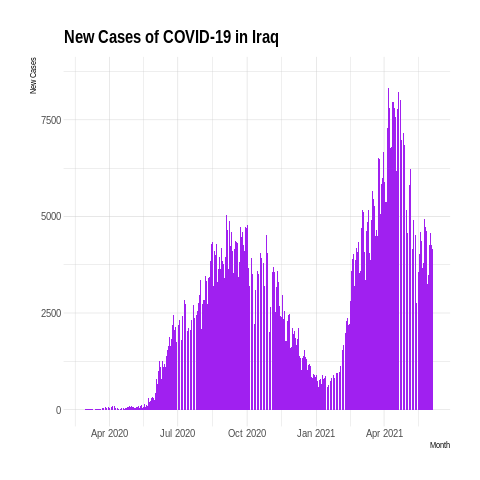 New Cases of COVID-19 in Iraq
New Cases
7500
5000
2500
0
Apr 2020 Jul 2020 Oct 2020 Jan 2021 Apr 2021
Month